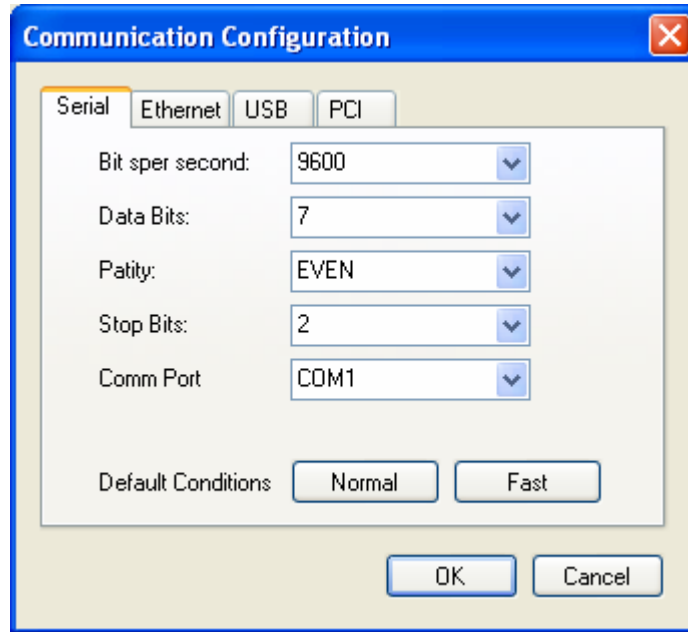 Communication Configuration
Serial Ethernet USB PCI
Bit sper second: 9600
Data Bits: 7
Patity: EVEN
Stop Bits: 2
Comm Port COM1
Default Conditions Normal Fast
OK Cancel